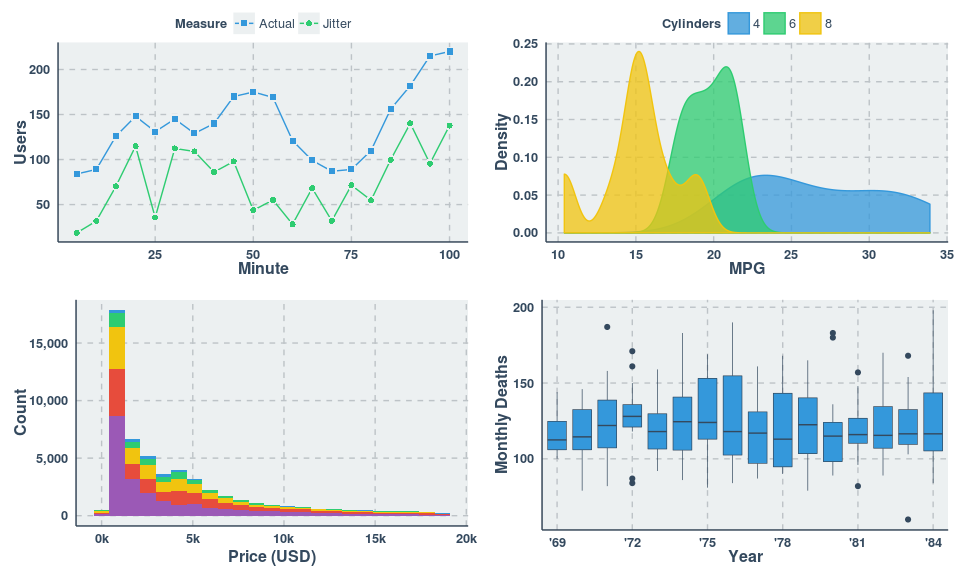 Measure Actual Jitter
200
150
100
50
Users
25 50 75 100
Minute
Cylinders 4 6 8
0.25
0.20
0.15
0.10
0.05
0.00
Density
10 15 20 25 30 35
MPG
15,000
10,000
5,000
0
Count
0k 5k 10k 15k 20k
Price (USD)
200
150
100
Monthly Deaths
'69 '72 '75 '78 '81 '84
Year